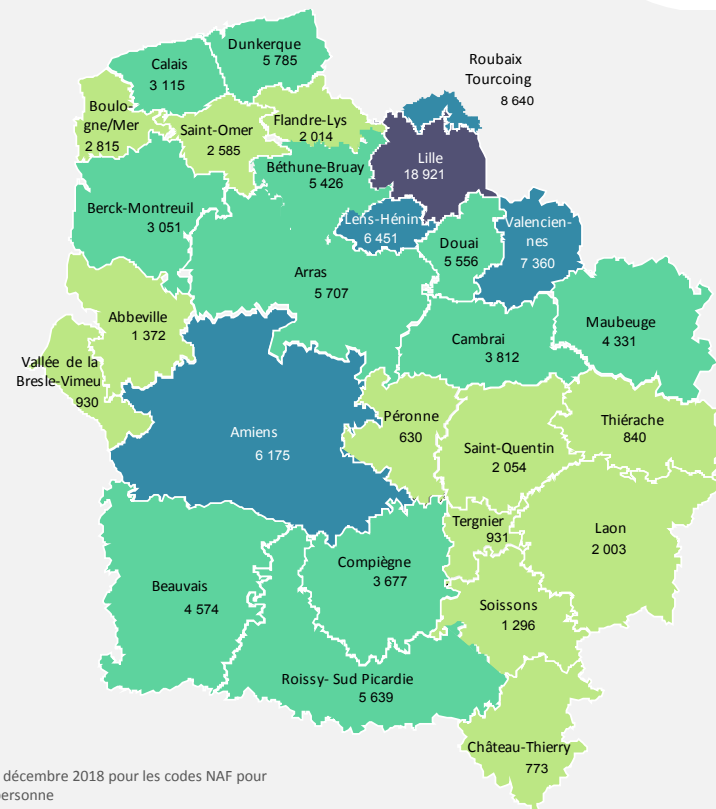 Dunkerque
5 785
Calais
3 115
Roubaix
Tourcoing
8 640
Boulo-
gne/Mer
2 815
Saint-Omer
2 585
Flandre-Lys
2 014
Lille
18 921
Béthune-Bruay
5 426
Berck-Montreuil
3 051
Lens-Hénin
6 451
Douai
5 556
Valencien-
nes
7 360
Arras
5 707
Abbeville
1 372
Cambrai
3 812
Maubeuge
4 331
Vallée de la
Bresle-Vimeu
930
Amiens
6 175
Péronne
630
Saint-Quentin
2 054
Thiérache
840
Tergnier
931
Laon
2 003
Compiègne
3 677
Beauvais
4 574
Soissons
1 296
Roissy- Sud Picardie
5 639
Château-Thierry
773
décembre 2018 pour les codes NAF pour
personne